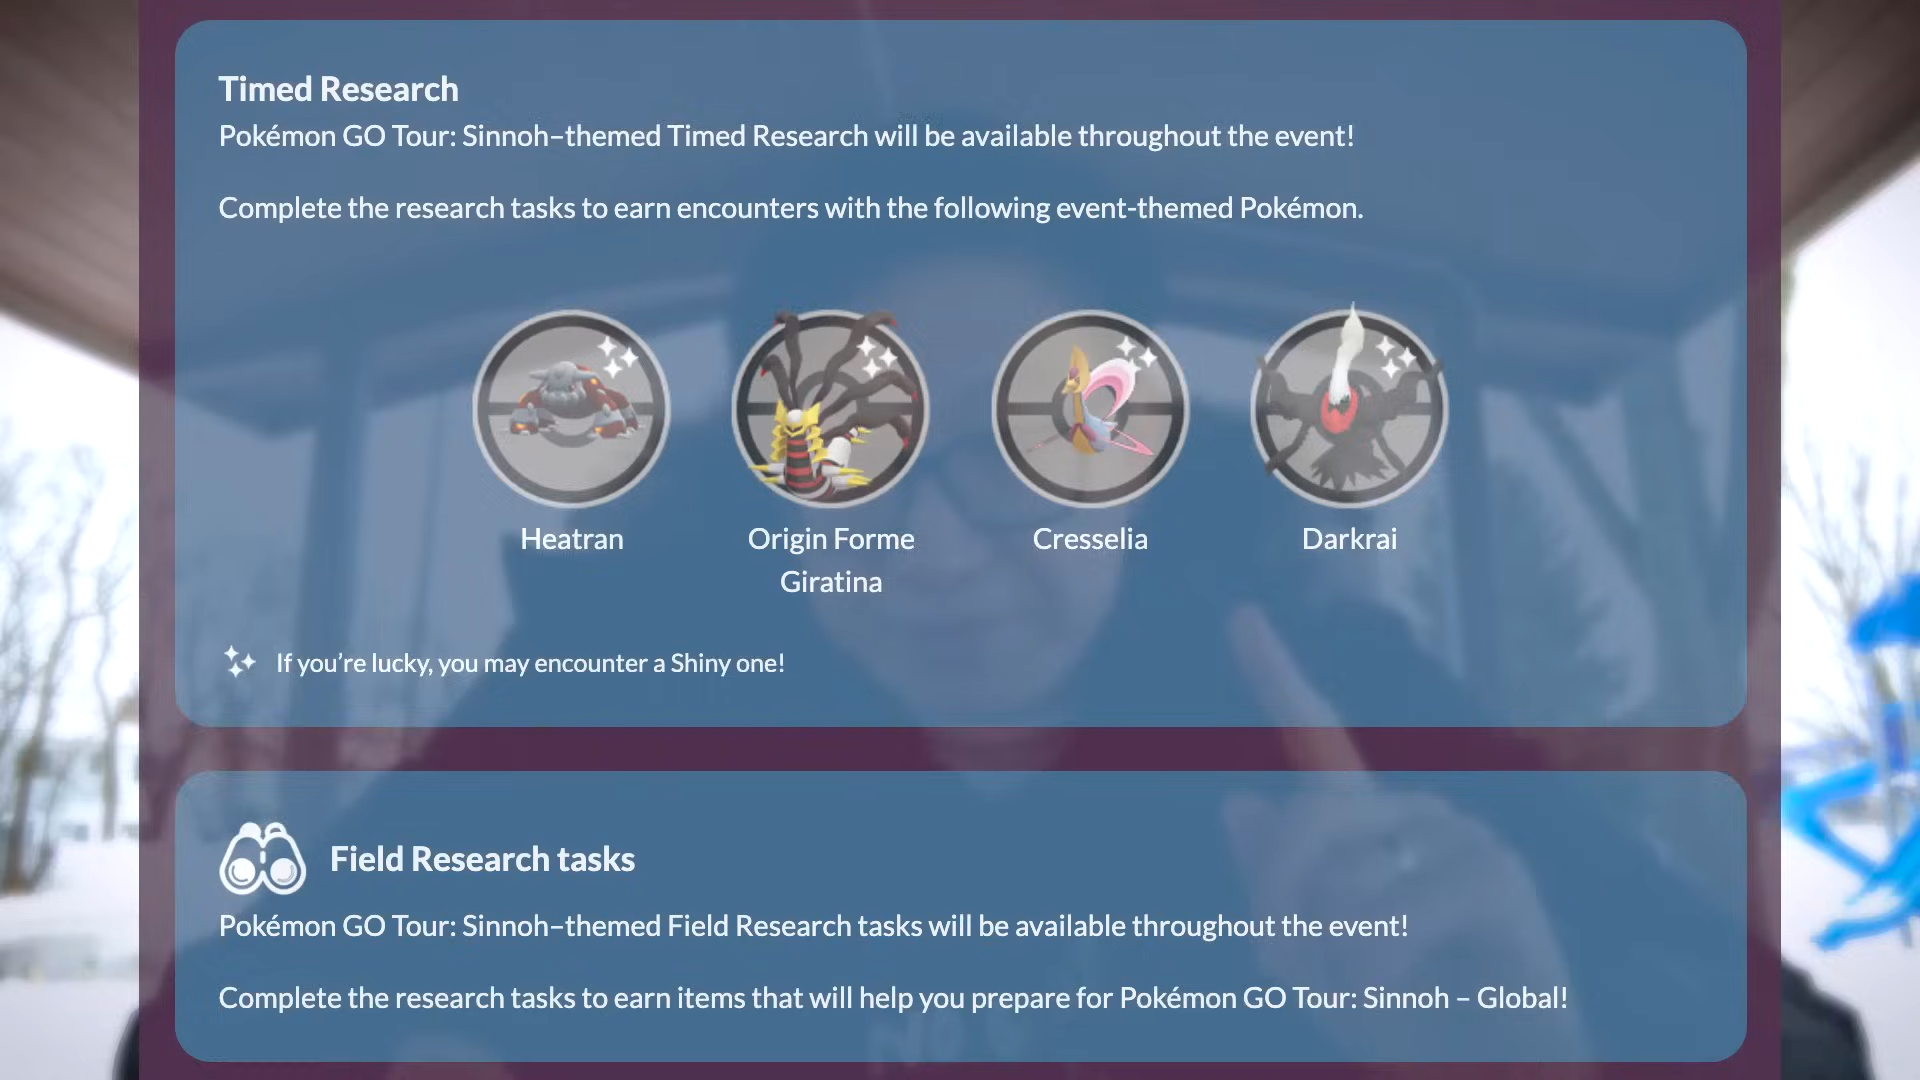 Timed Research
Pokémon GO Tour: Sinnoh–themed Timed Research will be available throughout the event!
Complete the research tasks to earn encounters with the following event-themed Pokémon.
Heatran
Origin Forme
Giratina
Cresselia
Darkrai
If you’re lucky, you may encounter a Shiny one!
Field Research tasks
Pokémon GO Tour: Sinnoh–themed Field Research tasks will be available throughout the event!
Complete the research tasks to earn items that will help you prepare for Pokémon GO Tour: Sinnoh – Global!